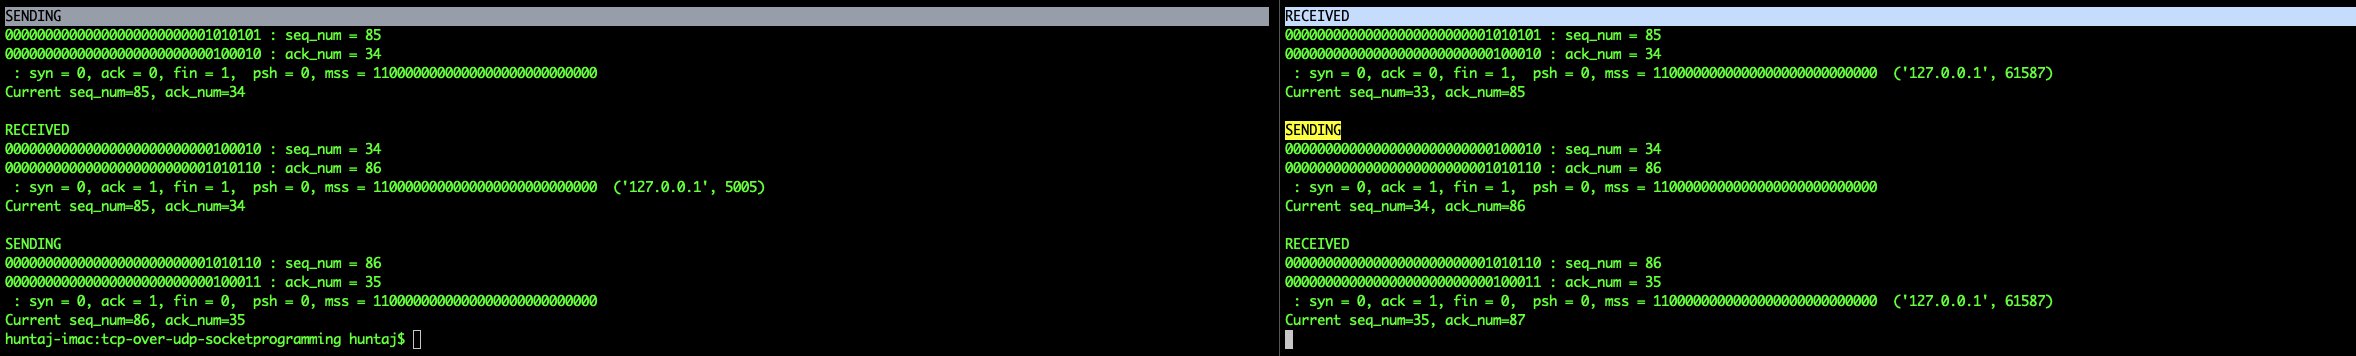 SENDING
00000000000000000000000001010101 : seq_num = 85
00000000000000000000000000100010 : ack_num = 34
 : syn = 0, ack = 0, fin = 1,  psh = 0, mss = 1100000000000000000000000000
Current seq_num=85, ack_num=34

RECEIVED
00000000000000000000000000100010 : seq_num = 34
00000000000000000000000001010110 : ack_num = 86
 : syn = 0, ack = 1, fin = 1,  psh = 0, mss = 1100000000000000000000000000  ('127.0.0.1', 5005)
Current seq_num=85, ack_num=34

SENDING
00000000000000000000000001010110 : seq_num = 86
00000000000000000000000000100011 : ack_num = 35
 : syn = 0, ack = 1, fin = 0,  psh = 0, mss = 1100000000000000000000000000
Current seq_num=86, ack_num=35
huntaj-imac:tcp-over-udp-socketprogramming huntaj$

RECEIVED
00000000000000000000000001010101 : seq_num = 85
00000000000000000000000000100010 : ack_num = 34
 : syn = 0, ack = 0, fin = 1,  psh = 0, mss = 1100000000000000000000000000  ('127.0.0.1', 61587)
Current seq_num=33, ack_num=85

SENDING
00000000000000000000000000100010 : seq_num = 34
00000000000000000000000001010110 : ack_num = 86
 : syn = 0, ack = 1, fin = 1,  psh = 0, mss = 1100000000000000000000000000
Current seq_num=34, ack_num=86

RECEIVED
00000000000000000000000001010110 : seq_num = 86
00000000000000000000000000100011 : ack_num = 35
 : syn = 0, ack = 1, fin = 0,  psh = 0, mss = 1100000000000000000000000000  ('127.0.0.1', 61587)
Current seq_num=35, ack_num=87